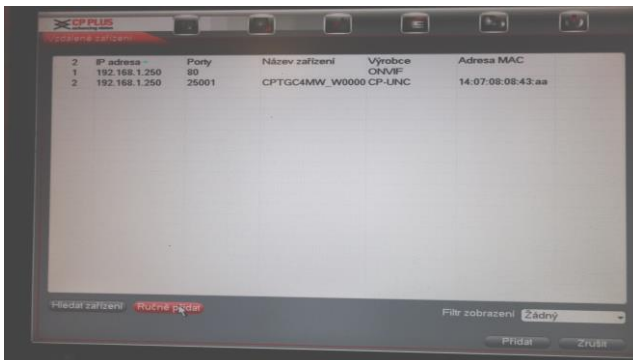 CP PLUS
Vzdálené zařízení
2 IP adresa Porty Název zařízení Výrobce Adresa MAC
1 192.168.1.250 80 ONVIF
2 192.168.1.250 25001 CPTGC4MW_W0000 CP-UNC 14:07:08:08:43:aa
Hledat zařízení Ručně přidat
Filtr zobrazení Žádný
Přidat Zrušit